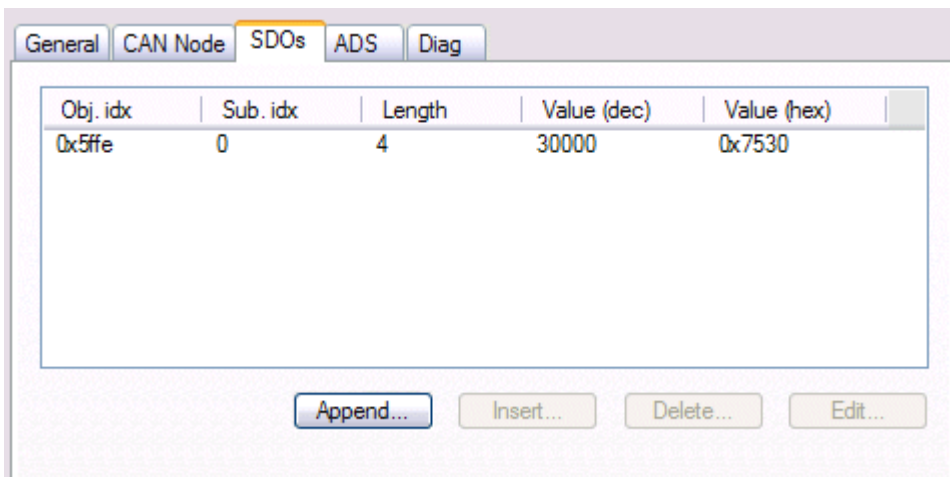 General CAN Node SDOs ADS Diag
Obj. idx Sub. idx Length Value (dec) Value (hex)
0x5ffe 0 4 30000 0x7530
Append... Insert... Delete... Edit...